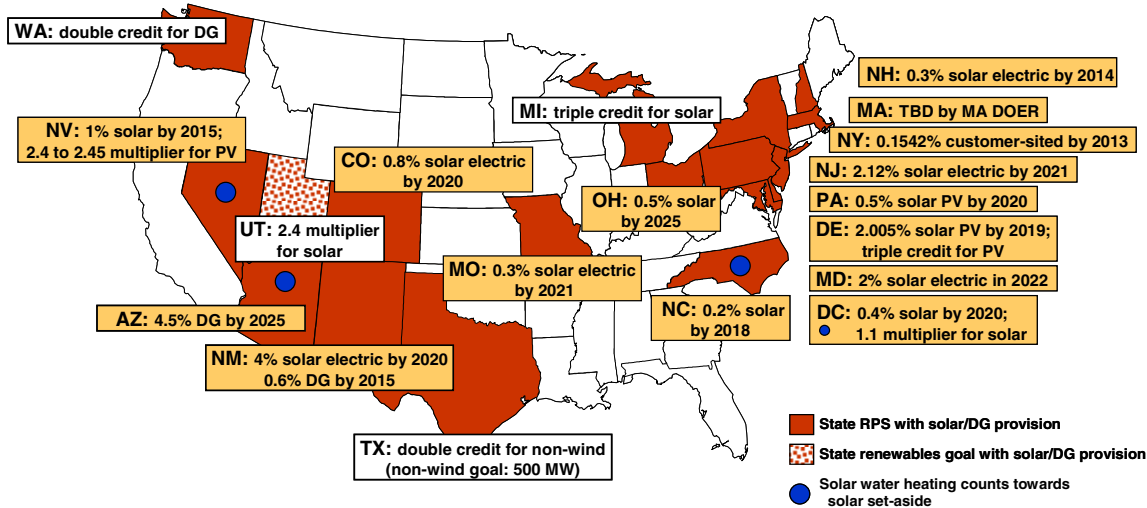 WA: double credit for DG
NV: 1% solar by 2015;
2.4 to 2.45 multiplier for PV
CO: 0.8% solar electric
by 2020
MI: triple credit for solar
NH: 0.3% solar electric by 2014
MA: TBD by MA DOER
NY: 0.1542% customer-sited by 2013
NJ: 2.12% solar electric by 2021
PA: 0.5% solar PV by 2020
DE: 2.005% solar PV by 2019;
triple credit for PV
MD: 2% solar electric in 2022
DC: 0.4% solar by 2020;
1.1 multiplier for solar
OH: 0.5% solar
by 2025
UT: 2.4 multiplier
for solar
MO: 0.3% solar electric
by 2021
NC: 0.2% solar
by 2018
AZ: 4.5% DG by 2025
NM: 4% solar electric by 2020
0.6% DG by 2015
TX: double credit for non-wind
(non-wind goal: 500 MW)
State RPS with solar/DG provision
State renewables goal with solar/DG provision
Solar water heating counts towards
solar set-aside